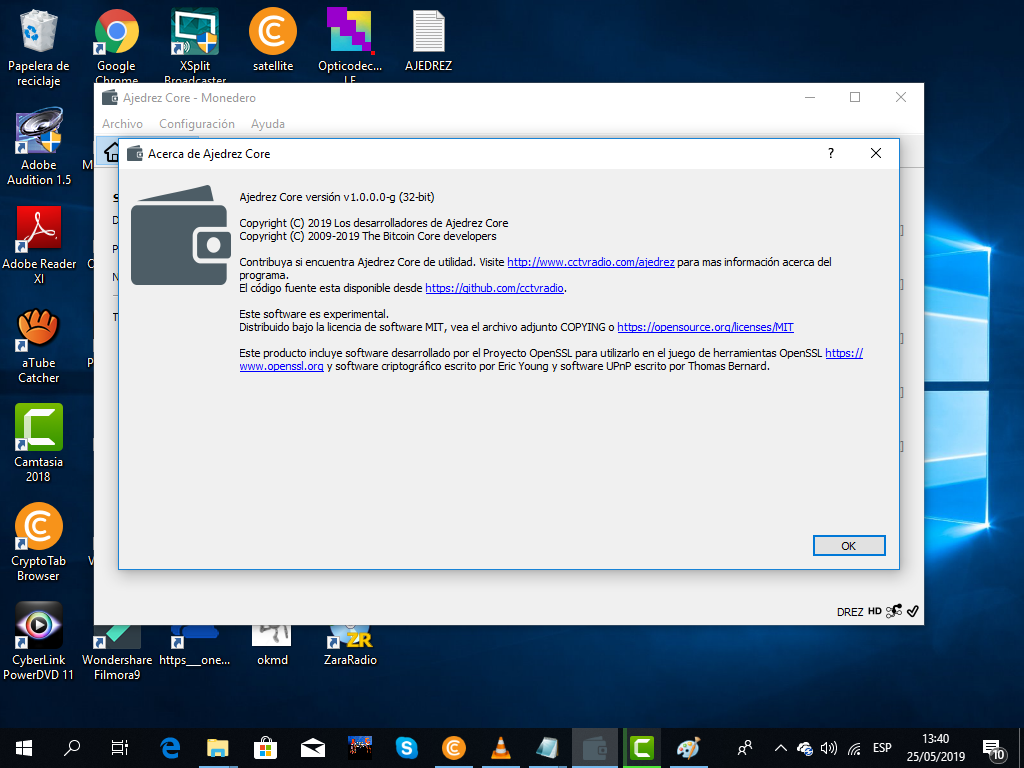 Papelera de
reciclaje
Google
Chrome
XSplit
Broadcaster
satellite
Opticodec...
LE
AJEDREZ
Adobe
Audition 1.5
M
Adobe Reader
XI
aTube
Catcher
P
Camtasia
2018
CryptoTab
Browser
V
CyberLink
PowerDVD 11
Wondershare
Filmora9
https___one...
okmd
ZR
ZaraRadio
Ajedrez Core - Monedero
Archivo Configuración Ayuda
Acerca de Ajedrez Core
?
S
D
P
N
T
Ajedrez Core versión v1.0.0.0-g (32-bit)
Copyright (C) 2019 Los desarrolladores de Ajedrez Core
Copyright (C) 2009-2019 The Bitcoin Core developers
Contribuya si encuentra Ajedrez Core de utilidad. Visite http://www.cctvradio.com/ajedrez para mas información acerca del
programa.
El código fuente esta disponible desde https://github.com/cctvradio.
Este software es experimental.
Distribuido bajo la licencia de software MIT, vea el archivo adjunto COPYING o https://opensource.org/licenses/MIT
Este producto incluye software desarrollado por el Proyecto OpenSSL para utilizarlo en el juego de herramientas OpenSSL https://
www.openssl.org y software criptográfico escrito por Eric Young y software UPnP escrito por Thomas Bernard.
OK
DREZ HD
ESP
13:40
25/05/2019
10